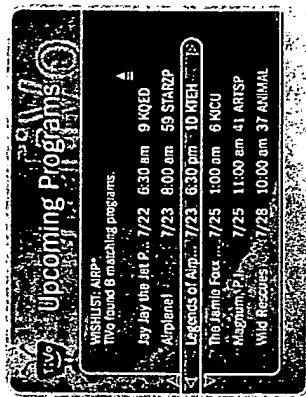 TiVo
Upcoming Programs
WISHLIST: AIRP*
TiVo found 8 matching programs.
Jay Jay the Jet P... 7/22 6:30 am 9 KQED
Airplane! 7/23 8:00 am 59 STARZP
Legends of Airp... 7/23 6:30 pm 10 KTEH
The Jamie Foxx ... 7/25 1:00 am 6 KICU
Magnum, P.I. 7/25 11:00 am 41 ARTSP
Wild Rescues 7/28 10:00 am 37 ANIMAL